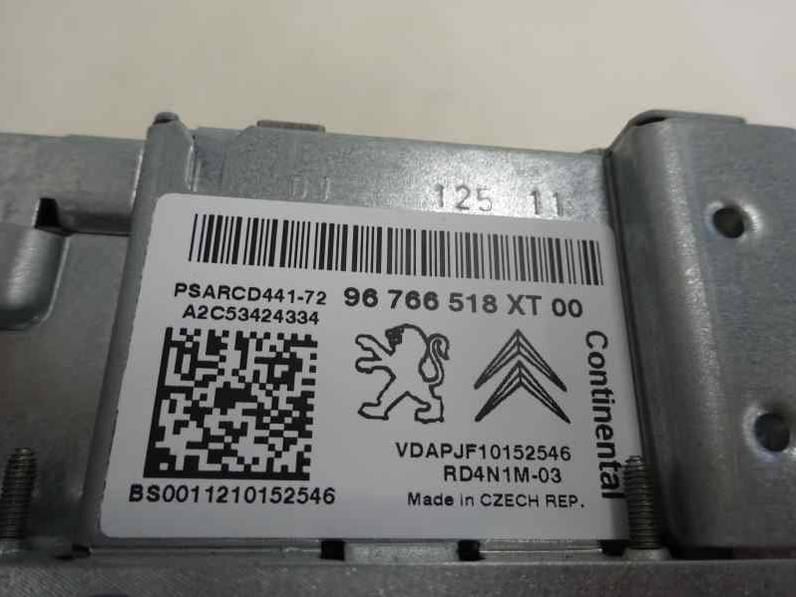 125 11
PSARCD441-72 96 766 518 XT 00
A2C53424334
Continental
VDAPJF10152546
RD4N1M-03
BS0011210152546
Made in CZECH REP.